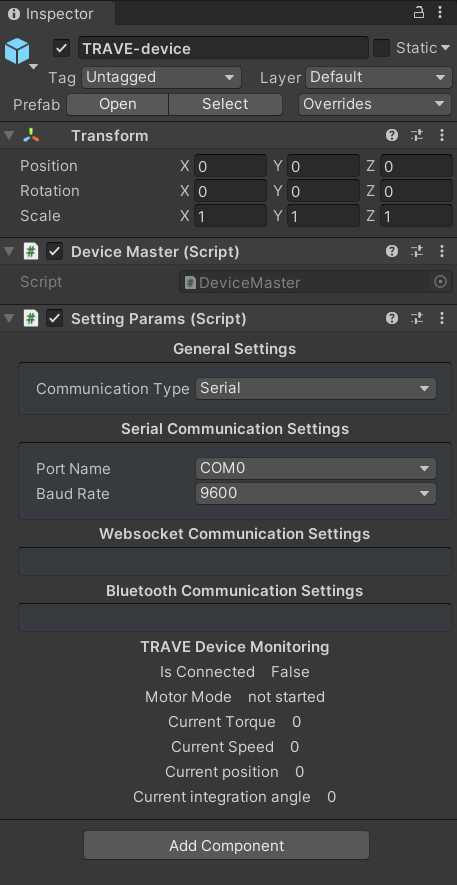 Inspector
TRAVE-device Static
Tag Untagged Layer Default
Prefab Open Select Overrides
Transform
Position X 0 Y 0 Z 0
Rotation X 0 Y 0 Z 0
Scale X 1 Y 1 Z 1
# Device Master (Script)
Script # DeviceMaster
# Setting Params (Script)
General Settings
Communication Type Serial
Serial Communication Settings
Port Name COM0
Baud Rate 9600
Websocket Communication Settings
Bluetooth Communication Settings
TRAVE Device Monitoring
Is Connected False
Motor Mode not started
Current Torque 0
Current Speed 0
Current position 0
Current integration angle 0
Add Component